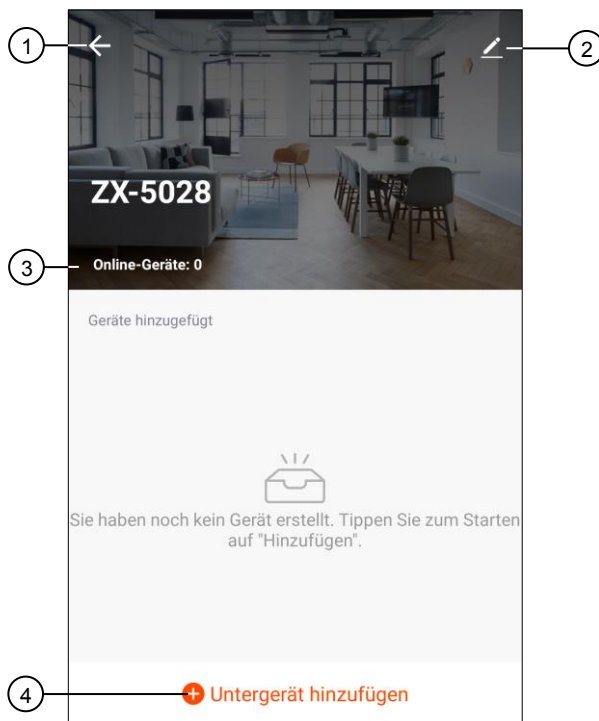 1
2
ZX-5028
3
Online-Geräte: 0
Geräte hinzugefügt
Sie haben noch kein Gerät erstellt. Tippen Sie zum Starten
auf "Hinzufügen".
4
Untergerät hinzufügen